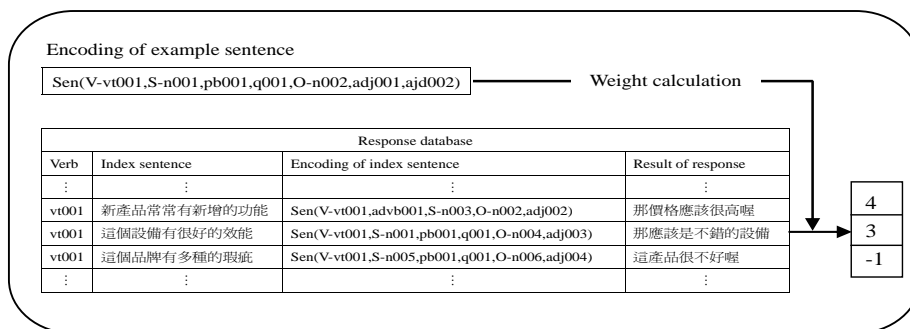 Encoding of example sentence
Sen(V-vt001,S-n001,pb001,q001,O-n002,adj001,ajd002)
Weight calculation
Response database
Verb Index sentence Encoding of index sentence Result of response
⋮ ⋮ ⋮ ⋮
vt001 新產品常常有新增的功能 Sen(V-vt001,advb001,S-n003,O-n002,adj002) 那價格應該很高喔
vt001 這個設備有很好的效能 Sen(V-vt001,S-n001,pb001,q001,O-n004,adj003) 那應該是不錯的設備
vt001 這個品牌有多種的瑕疵 Sen(V-vt001,S-n005,pb001,q001,O-n006,adj004) 這產品很不好喔
⋮ ⋮ ⋮ ⋮
4
3
-1